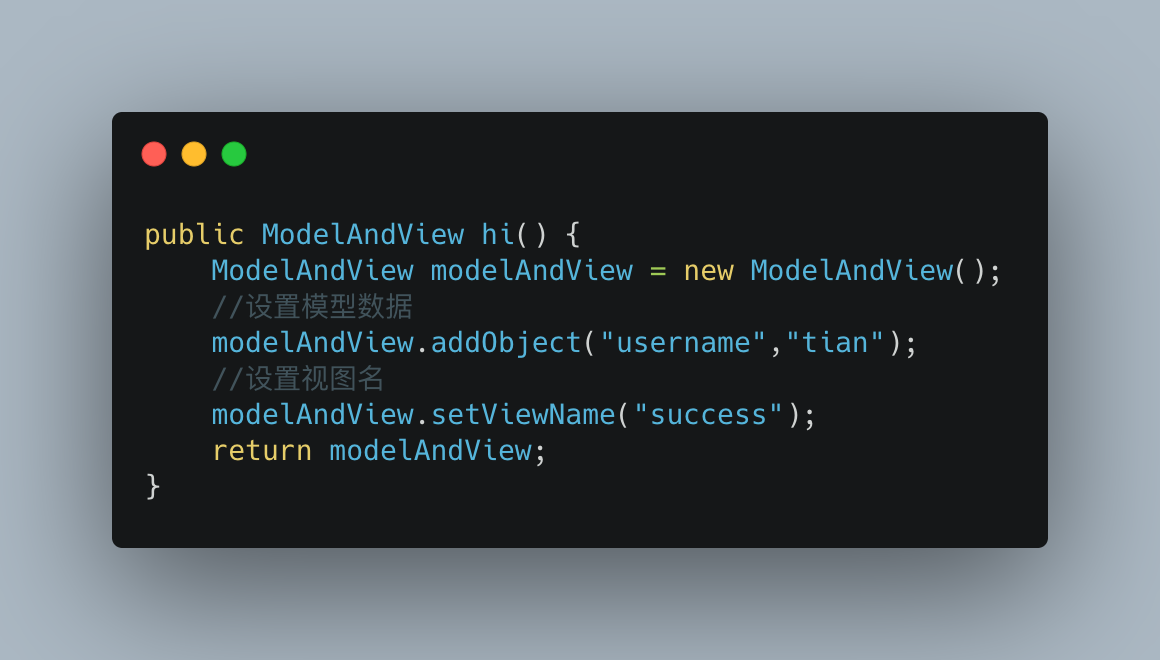 public ModelAndView hi() {
    ModelAndView modelAndView = new ModelAndView();
    //设置模型数据
    modelAndView.addObject("username","tian");
    //设置视图名
    modelAndView.setViewName("success");
    return modelAndView;
}